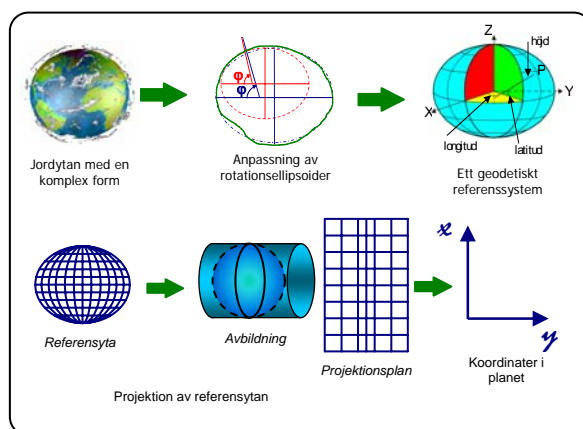 Z
höjd
P
φ
φ
Y
X
longitud
latitud
Jordytan med en
komplex form
Anpassning av
rotationsellipsoider
Ett geodetiskt
referenssystem
x
y
Referensyta
Avbildning
Projektionsplan
Koordinater i
planet
Projektion av referensytan